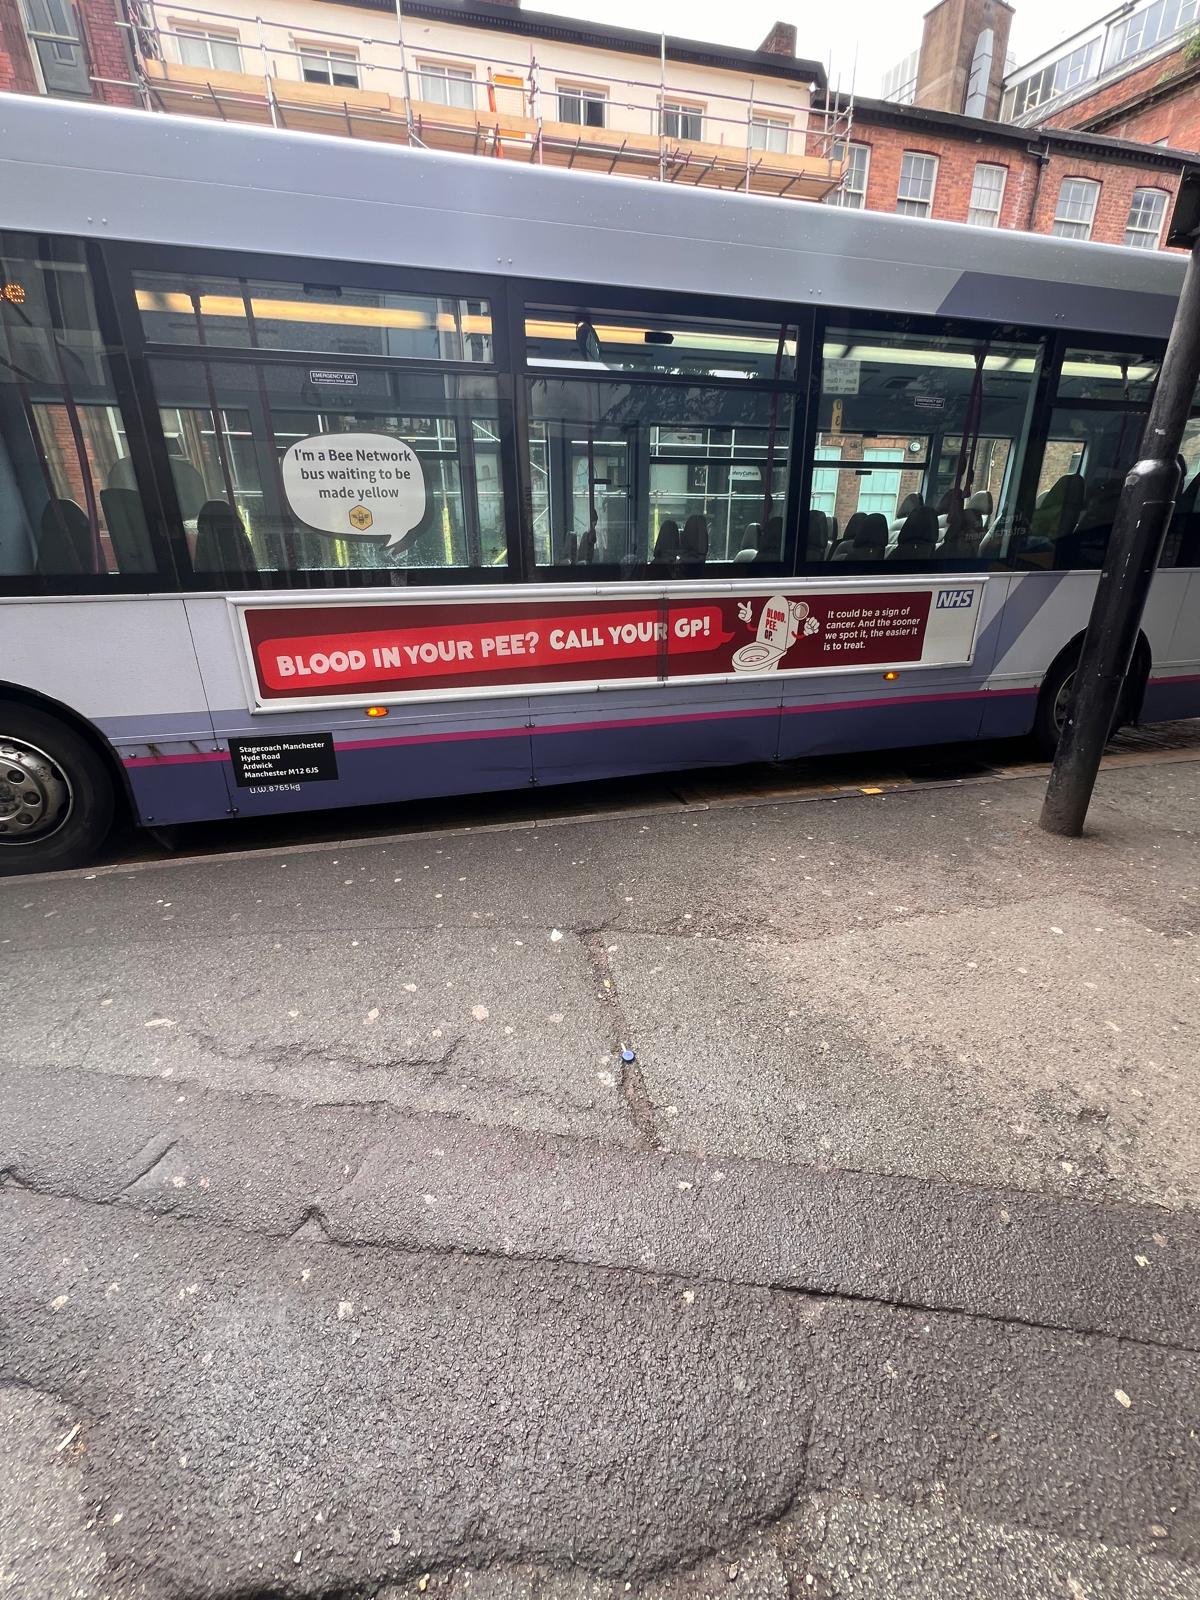 EMERGENCY EXIT
I'm a Bee Network
bus waiting to be
made yellow
BLOOD IN YOUR PEE? CALL YOUR GP!
BLOOD.
PEE.
GP.
It could be a sign of
cancer. And the sooner
we spot it, the easier it
is to treat.
NHS
Stagecoach Manchester
Hyde Road
Ardwick
Manchester M12 6JS
U.W.8765kg